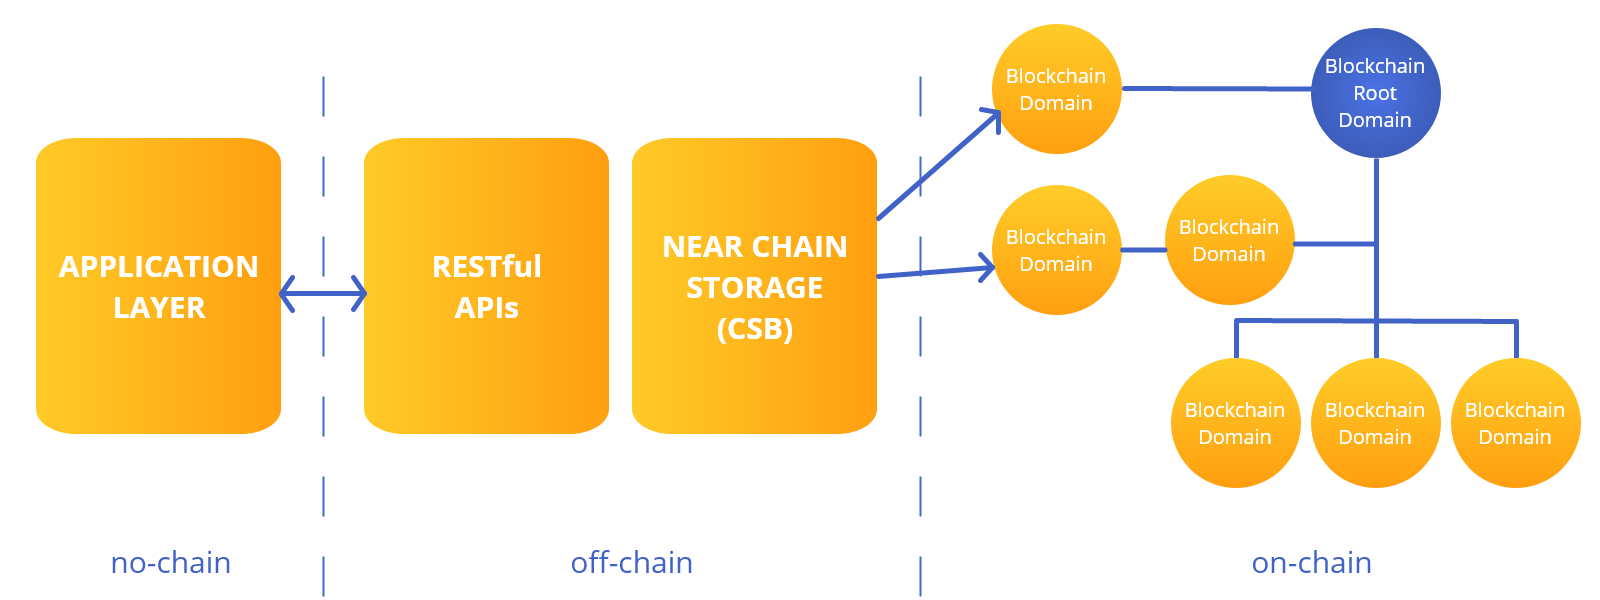 APPLICATION
LAYER
RESTful
APIs
NEAR CHAIN
STORAGE
(CSB)
Blockchain
Domain
Blockchain
Root
Domain
Blockchain
Domain
Blockchain
Domain
Blockchain
Domain
Blockchain
Domain
Blockchain
Domain
no-chain
off-chain
on-chain